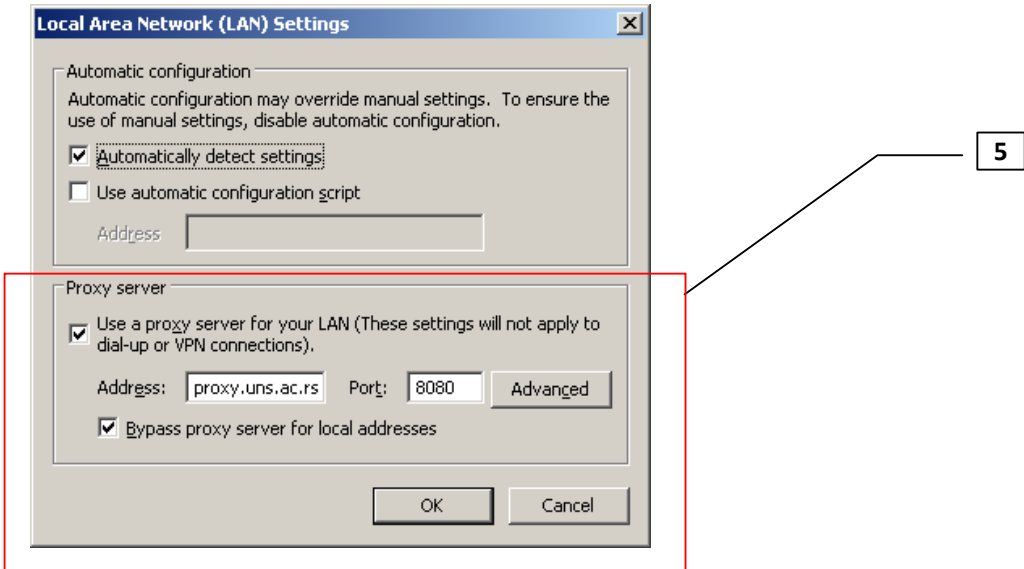 Local Area Network (LAN) Settings
Automatic configuration
Automatic configuration may override manual settings. To ensure the
use of manual settings, disable automatic configuration.
Automatically detect settings
Use automatic configuration script
Address
5
Proxy server
Use a proxy server for your LAN (These settings will not apply to
dial-up or VPN connections).
Address: proxy.uns.ac.rs Port: 8080 Advanced
Bypass proxy server for local addresses
OK Cancel